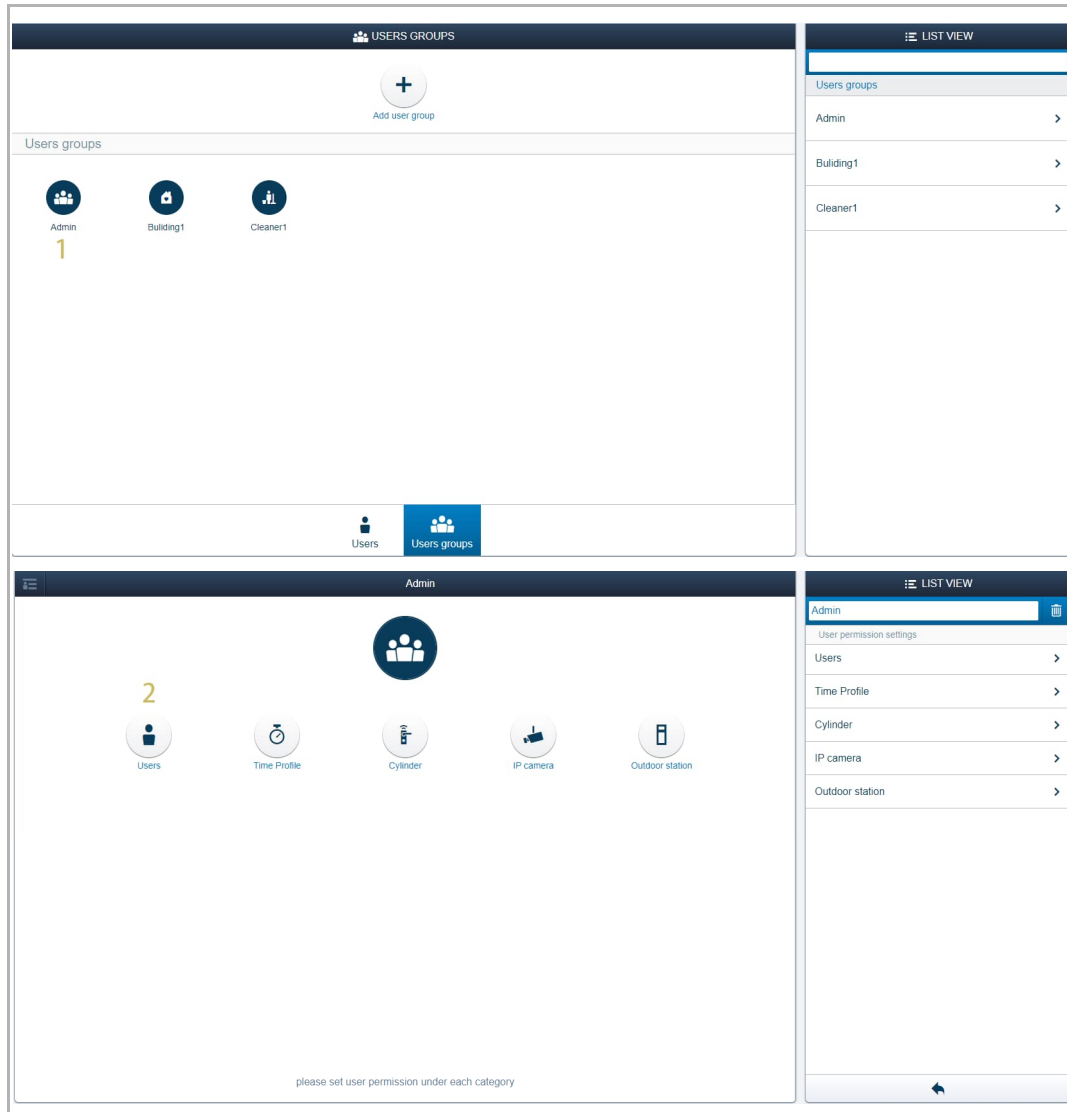 USERS GROUPS
Add user group
Users groups
Admin
Buliding1
Cleaner1
1
Users
Users groups
LIST VIEW
Users groups
Admin
Buliding1
Cleaner1
Admin
2
Users
Time Profile
Cylinder
IP camera
Outdoor station
please set user permission under each category
LIST VIEW
Admin
User permission settings
Users
Time Profile
Cylinder
IP camera
Outdoor station